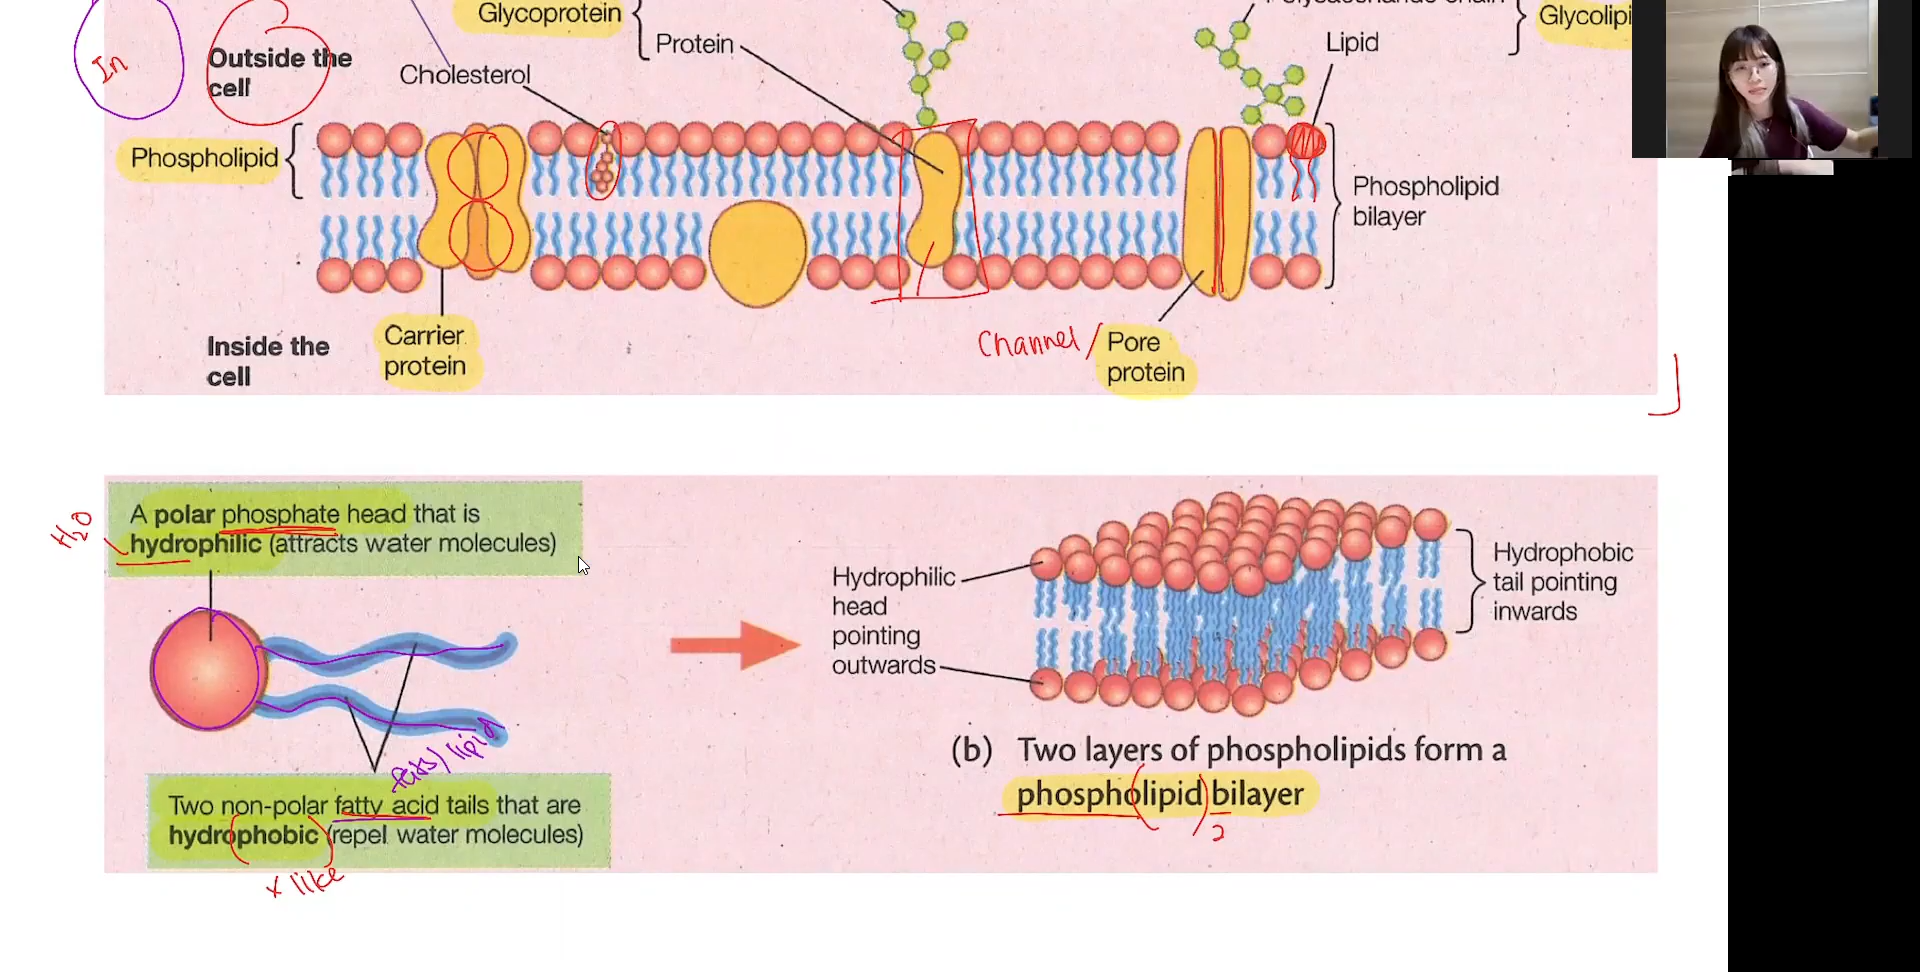 Glycoprotein
Protein
Cholesterol
Lipid
In
Outside the
cell
Phospholipid
Phospholipid
bilayer
Carrier
protein
Inside the
cell
Channel /
Pore
protein
A polar phosphate head that is
hydrophilic (attracts water molecules)
H₂O
Hydrophilic
head
pointing
outwards
Hydrophobic
tail pointing
inwards
fats/lipid
Two non-polar fatty acid tails that are
hydrophobic (repel water molecules)
x like
(b) Two layers of phospholipids form a
phospholipid bilayer
2